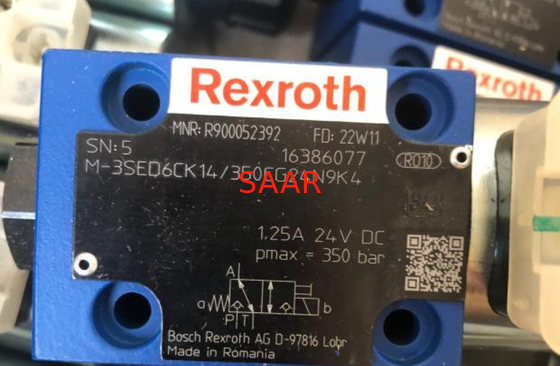 Rexroth
MNR: R900052392 FD: 22W11
SN: 5 16386077 RO10
M-3SED6CK14/350CG24N9K4
SAAR
1.25A 24V DC
pmax = 350 bar
A
a b
P T
Bosch Rexroth AG D-97816 Lohr
Made in Romania